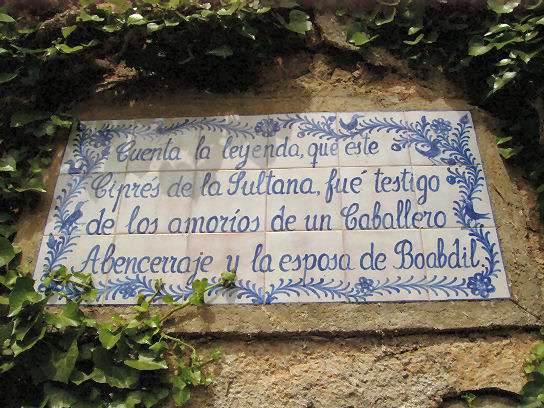 Cuenta la leyenda, que este
Ciprés de la Sultana, fué testigo
de los amoríos de un Caballero
Abencerraje y la esposa de Boabdil.